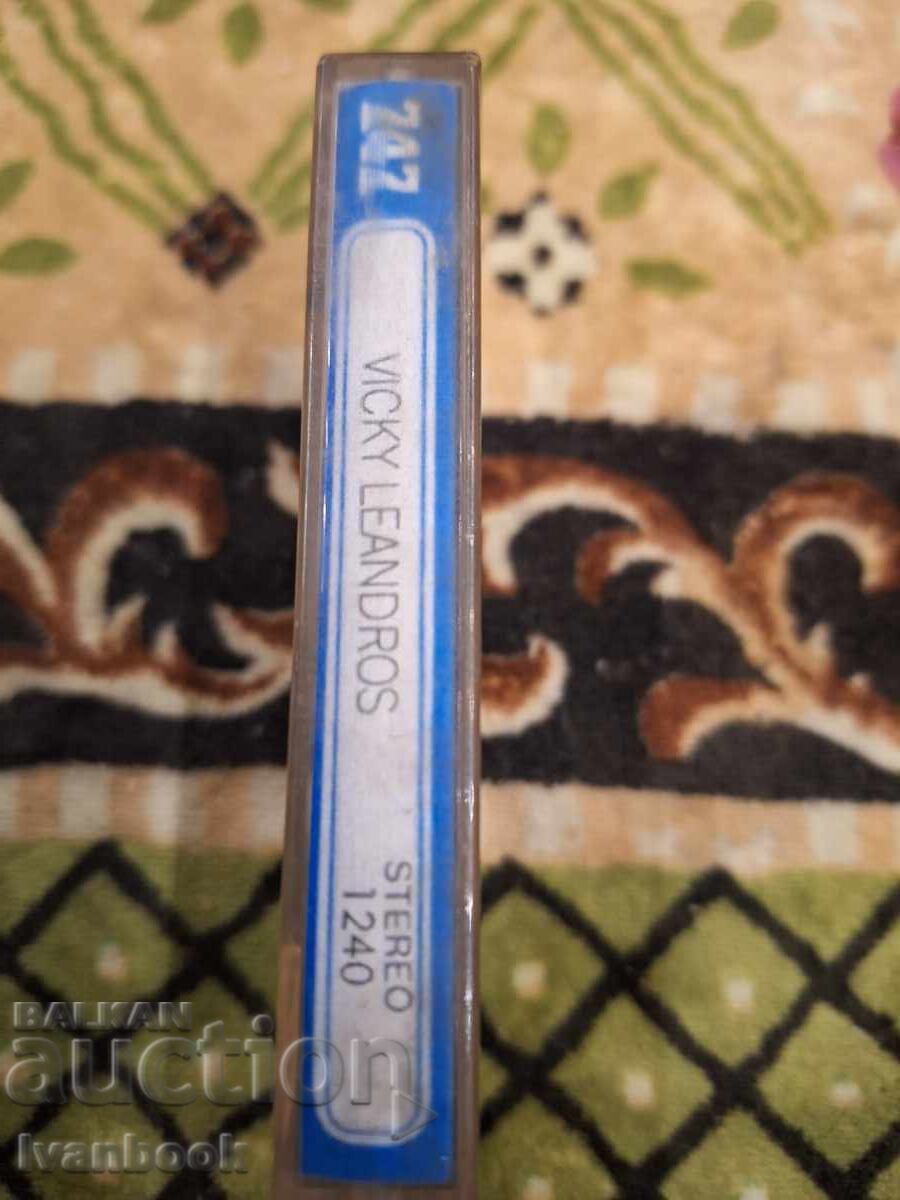 747
VICKY LEANDROS
STEREO
1240
BALKAN
auction
Ivanbook